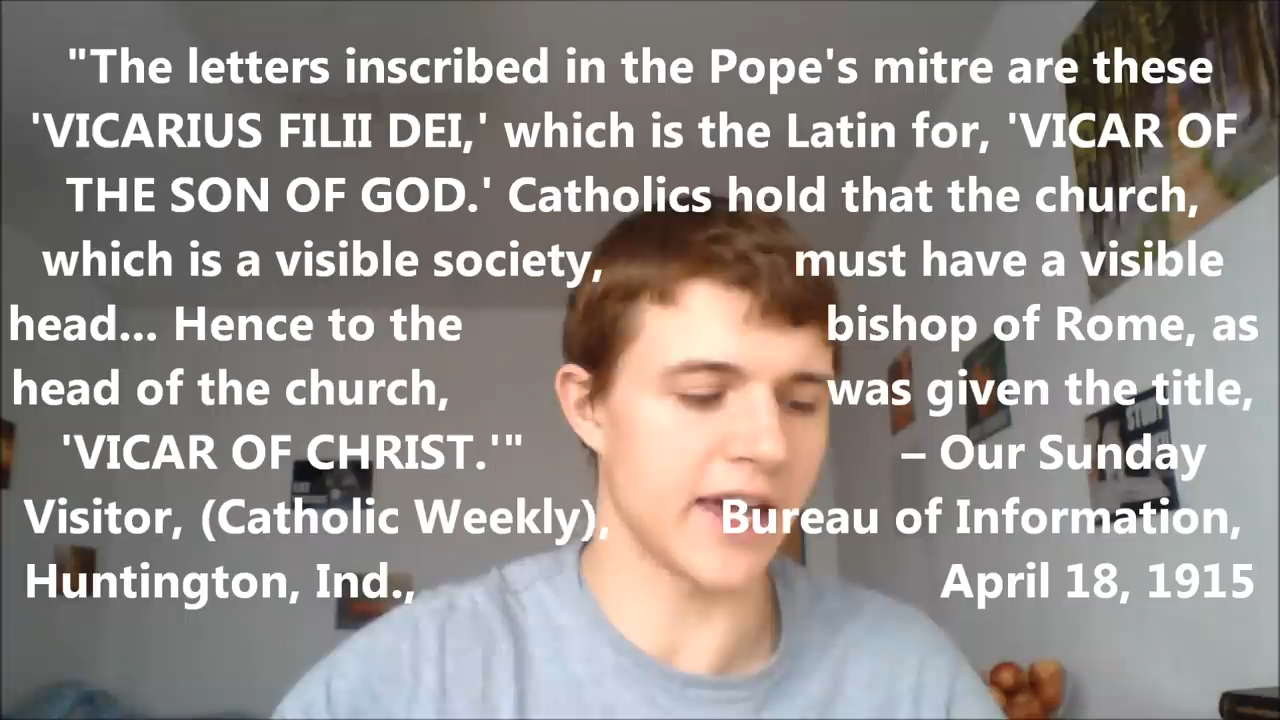 "The letters inscribed in the Pope's mitre are these
'VICARIUS FILII DEI,' which is the Latin for, 'VICAR OF
THE SON OF GOD.' Catholics hold that the church,
which is a visible society, must have a visible
head... Hence to the bishop of Rome, as
head of the church, was given the title,
'VICAR OF CHRIST.'" – Our Sunday
Visitor, (Catholic Weekly), Bureau of Information,
Huntington, Ind., April 18, 1915